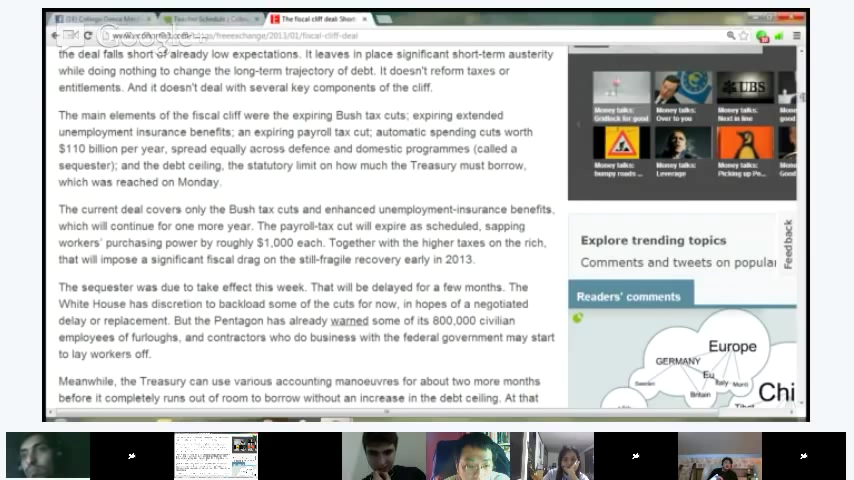 The fiscal cliff deal: Short
Google+
the deal falls short of already low expectations. It leaves in place significant short-term austerity
while doing nothing to change the long-term trajectory of debt. It doesn't reform taxes or
entitlements. And it doesn't deal with several key components of the cliff.
The main elements of the fiscal cliff were the expiring Bush tax cuts; expiring extended
unemployment insurance benefits; an expiring payroll tax cut; automatic spending cuts worth
$110 billion per year, spread equally across defence and domestic programmes (called a
sequester); and the debt ceiling, the statutory limit on how much the Treasury must borrow,
which was reached on Monday.
The current deal covers only the Bush tax cuts and enhanced unemployment-insurance benefits,
which will continue for one more year. The payroll-tax cut will expire as scheduled, sapping
workers' purchasing power by roughly $1,000 each. Together with the higher taxes on the rich,
that will impose a significant fiscal drag on the still-fragile recovery early in 2013.
The sequester was due to take effect this week. That will be delayed for a few months. The
White House has discretion to backload some of the cuts for now, in hopes of a negotiated
delay or replacement. But the Pentagon has already warned some of its 800,000 civilian
employees of furloughs, and contractors who do business with the federal government may start
to lay workers off.
Meanwhile, the Treasury can use various accounting manoeuvres for about two more months
before it completely runs out of room to borrow without an increase in the debt ceiling. At that
UBS
Money talks:
Gridlock for good
Money talks:
Over to you
Money talks:
Next in line
Money talks:
bumpy roads ...
Money talks:
Leverage
Money talks:
Picking up Pe...
Feedback
Explore trending topics
Comments and tweets on popular
Readers' comments
Europe
GERMANY
Eu
Sweden
Italy
Britain
Chi